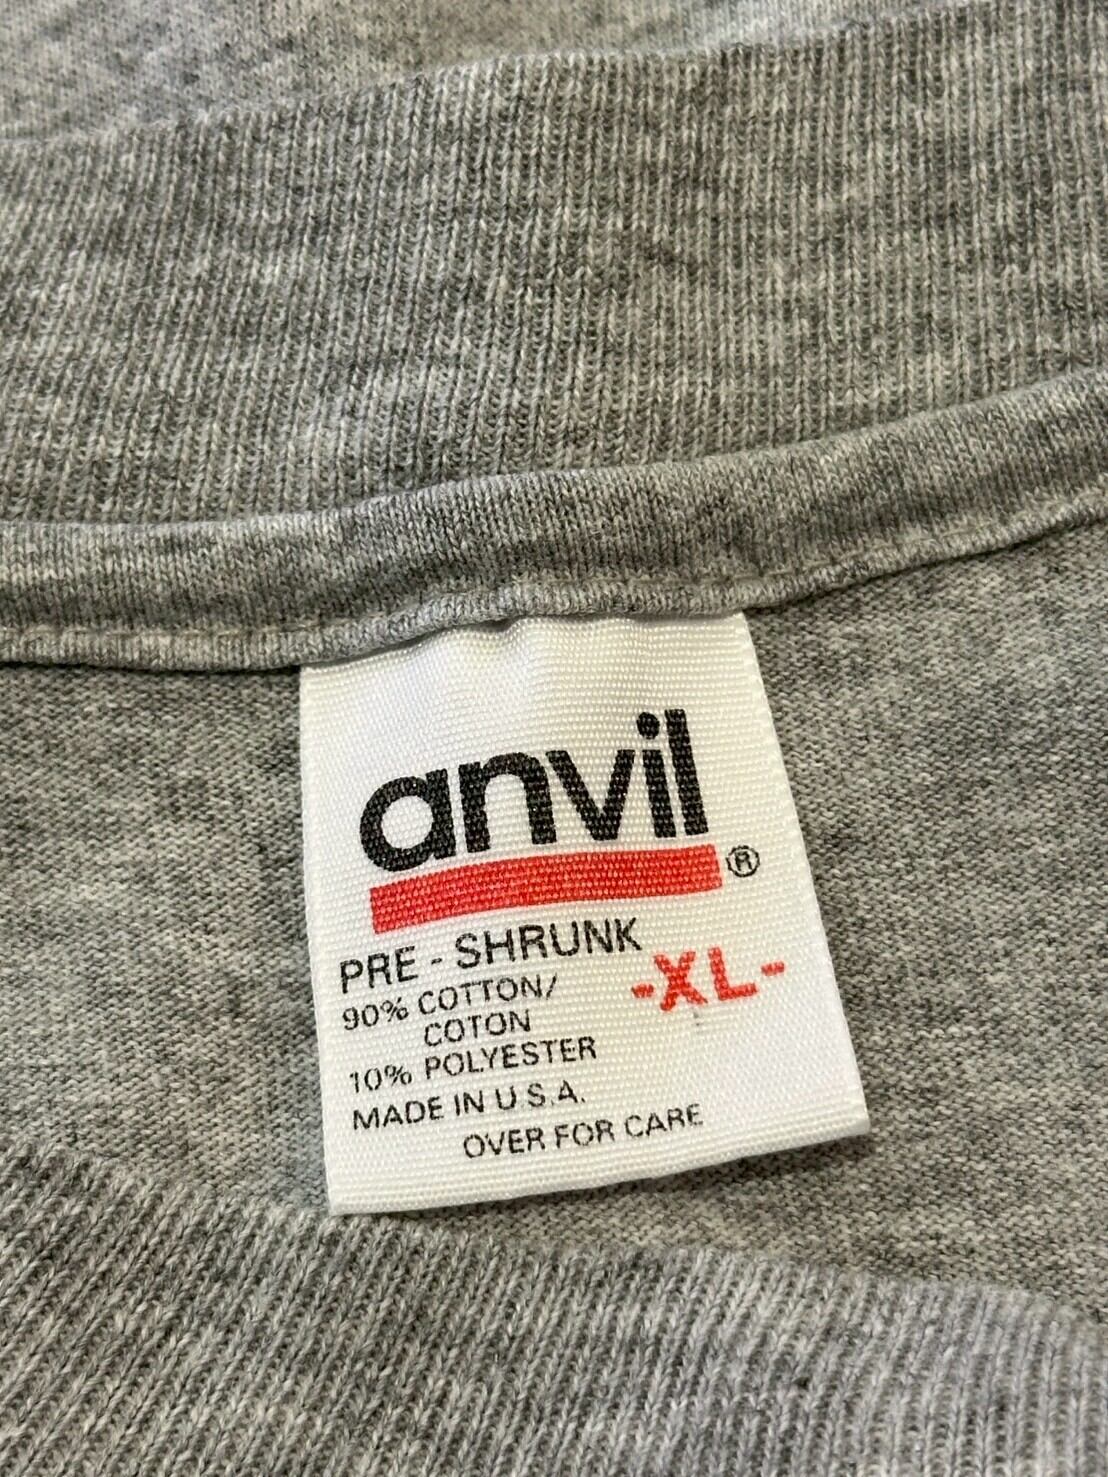 anvil®
PRE - SHRUNK
90% COTTON/ -XL-
COTON
10% POLYESTER
MADE IN U.S.A.
OVER FOR CARE